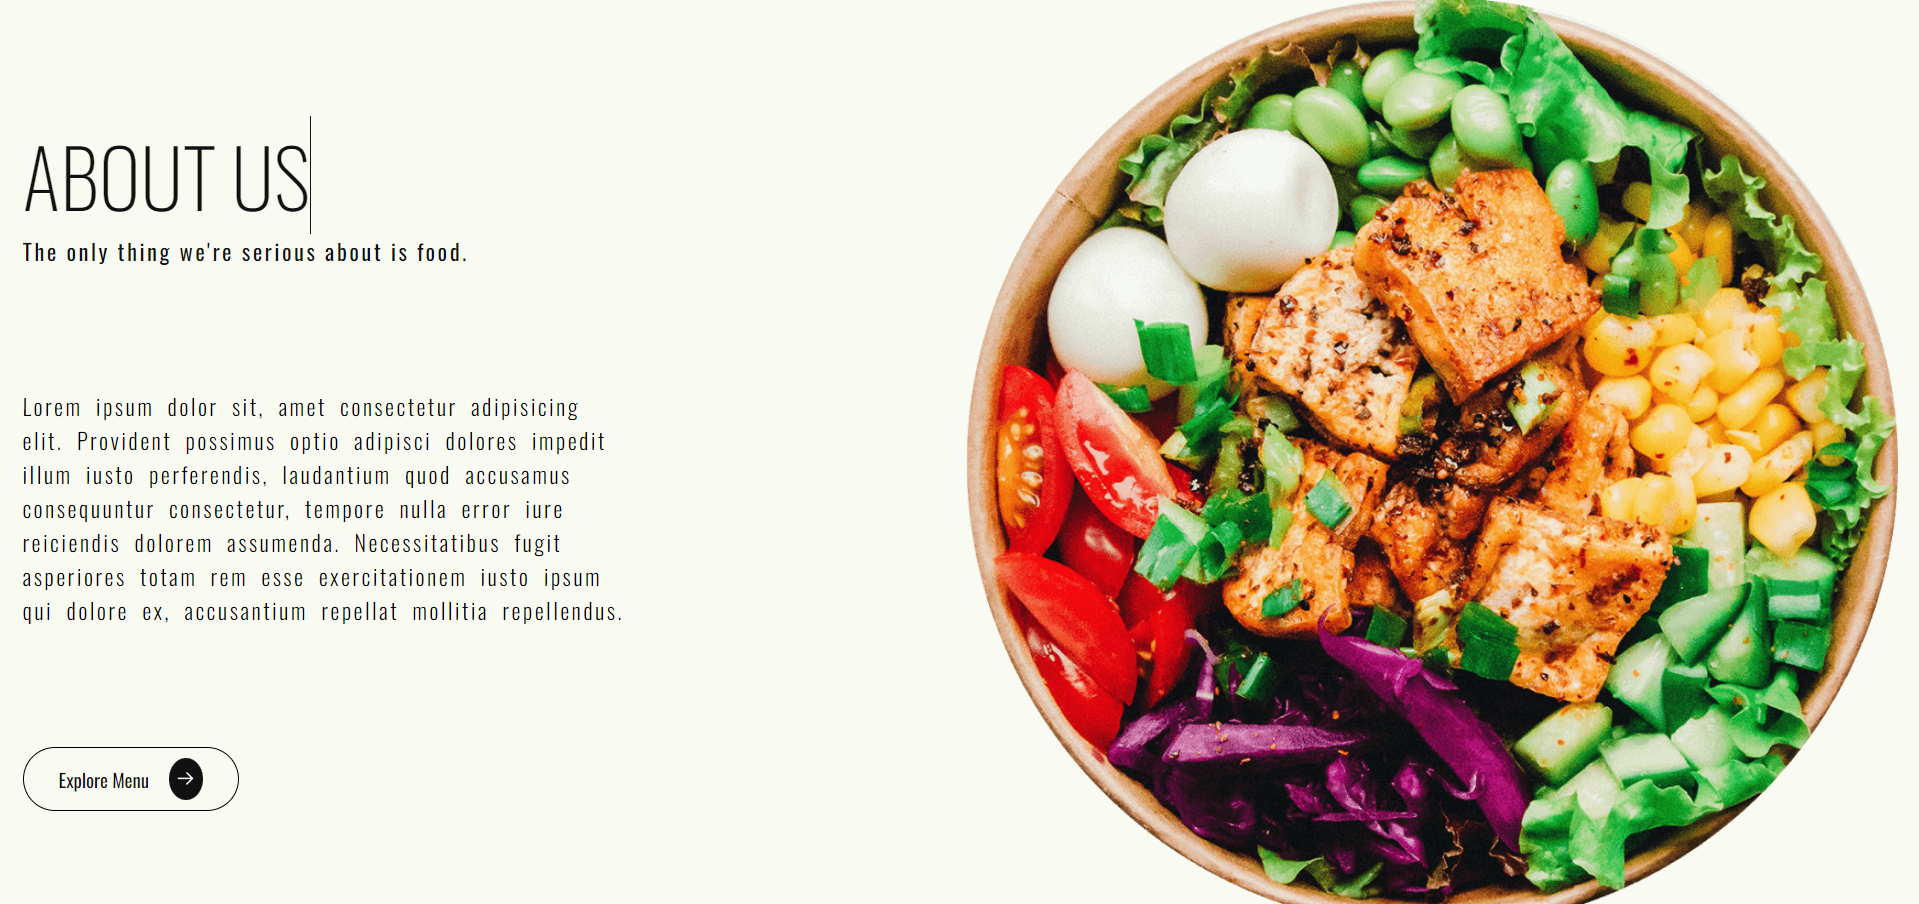 ABOUT US
The only thing we're serious about is food.
Lorem ipsum dolor sit, amet consectetur adipisicing
elit. Provident possimus optio adipisci dolores impedit
illum iusto perferendis, laudantium quod accusamus
consequuntur consectetur, tempore nulla error iure
reiciendis dolorem assumenda. Necessitatibus fugit
asperiores totam rem esse exercitationem iusto ipsum
qui dolore ex, accusantium repellat mollitia repellendus.
Explore Menu